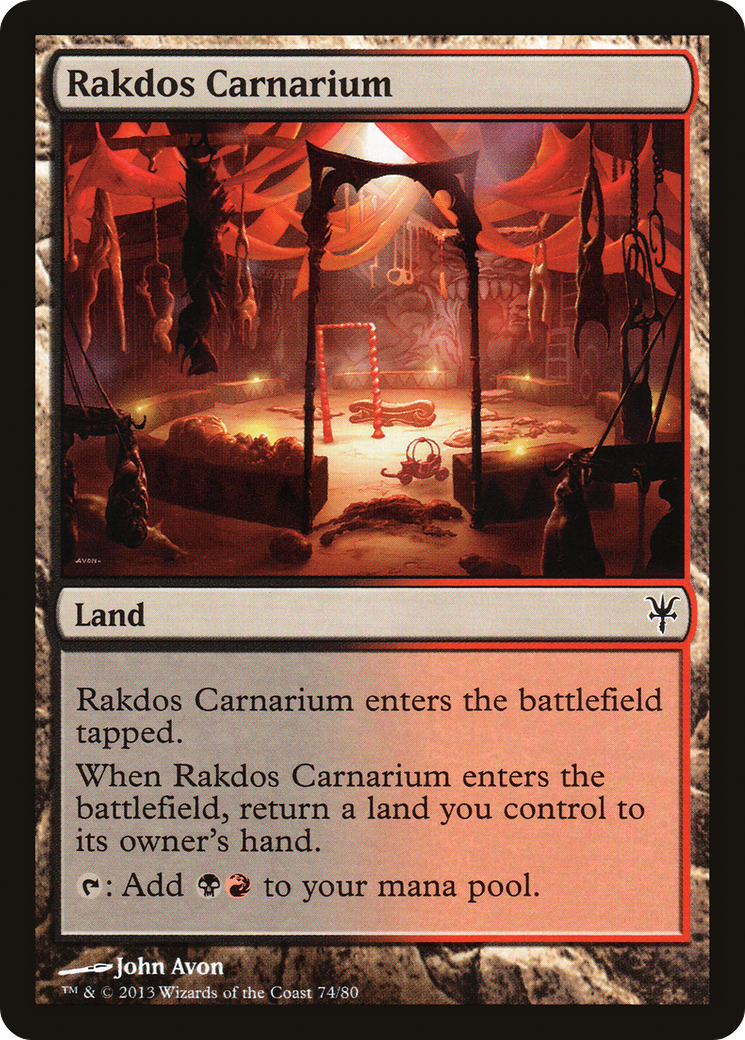 Rakdos Carnarium
AVON-
Land
Rakdos Carnarium enters the battlefield
tapped.
When Rakdos Carnarium enters the
battlefield, return a land you control to
its owner's hand.
: Add to your mana pool.
John Avon
™ & © 2013 Wizards of the Coast 74/80